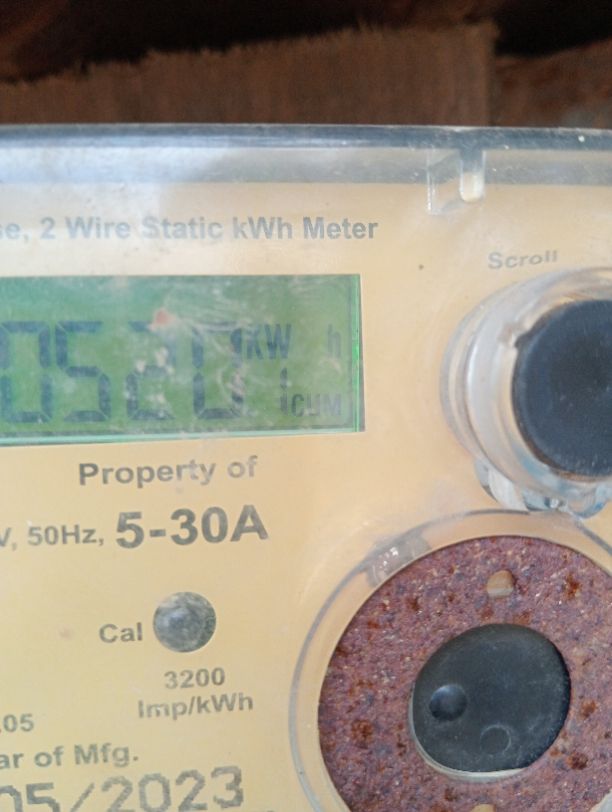 se, 2 Wire Static kWh Meter
Scroll
0520 KW h
CUM
Property of
V, 50Hz, 5-30A
Cal
3200
Imp/kWh
.05
ar of Mfg.
05/2023